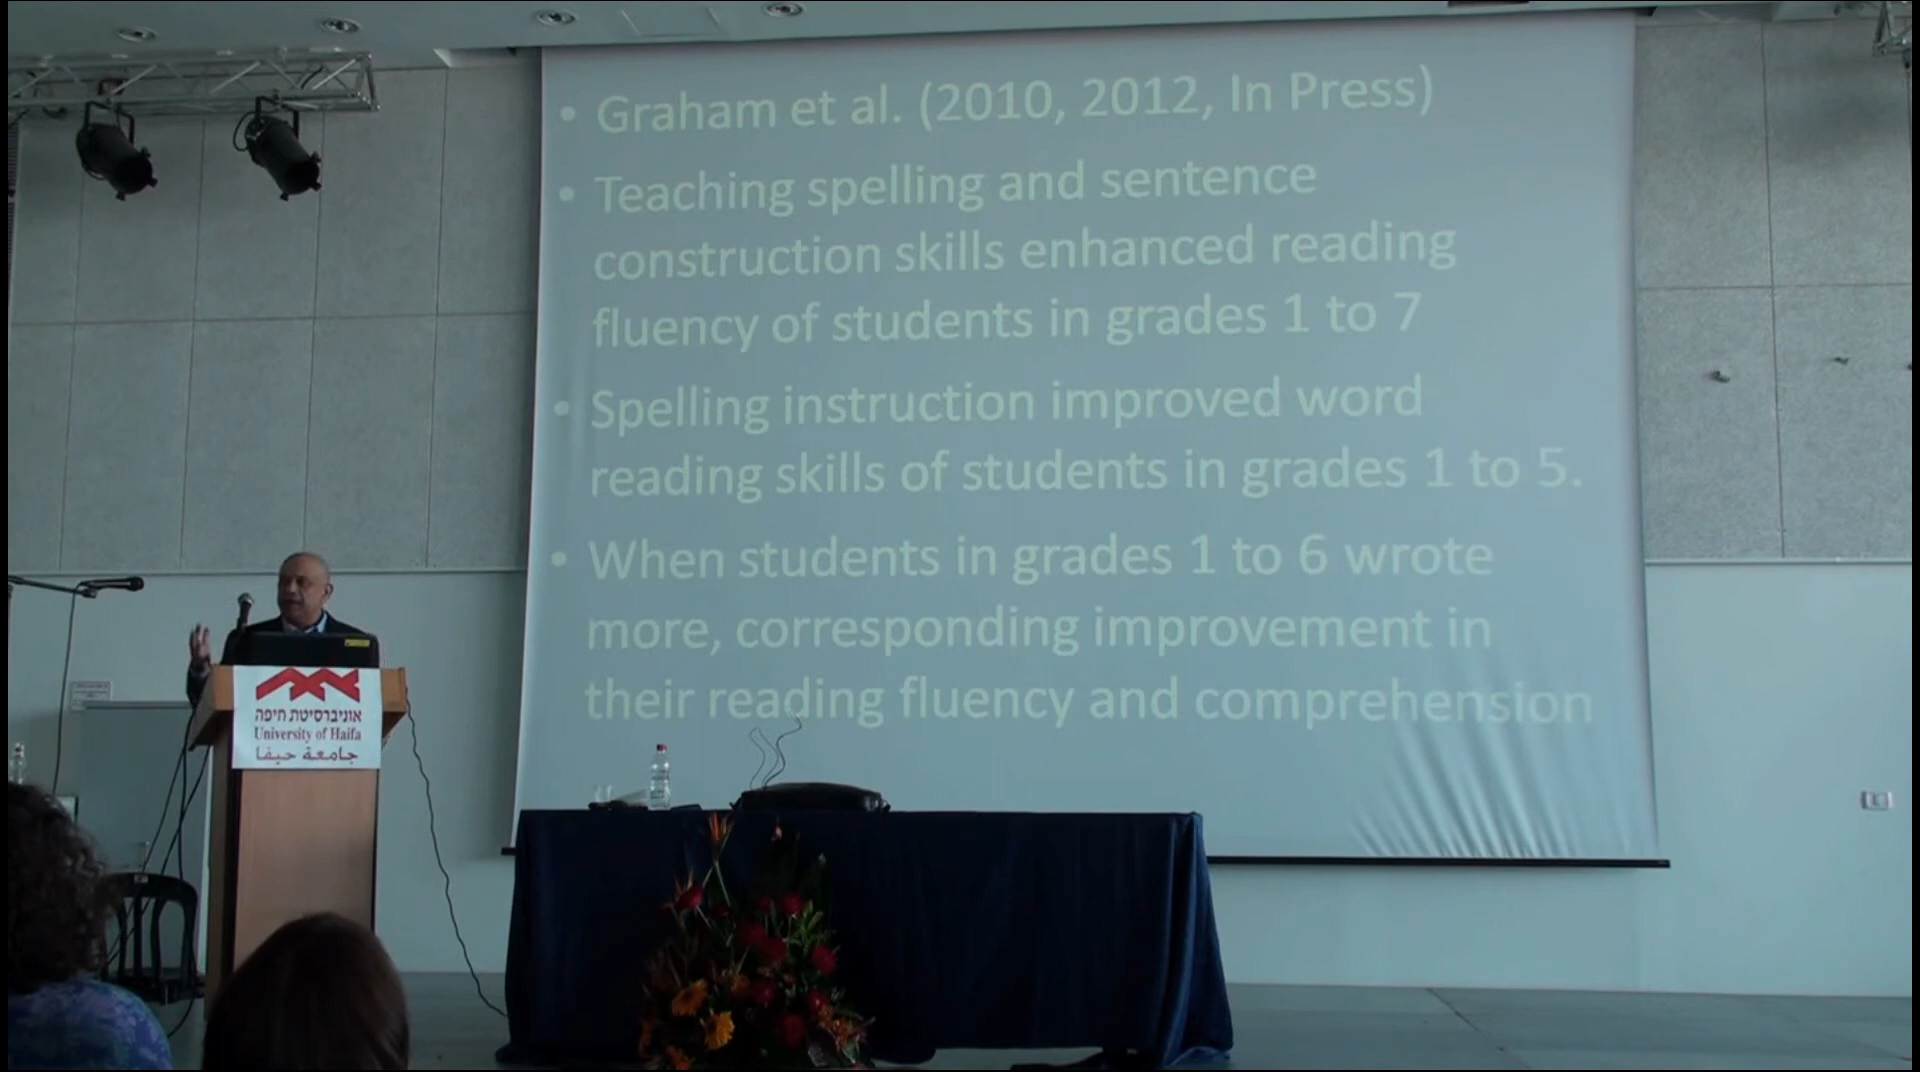 • Graham et al. (2010, 2012, In Press)
• Teaching spelling and sentence
construction skills enhanced reading
fluency of students in grades 1 to 7
• Spelling instruction improved word
reading skills of students in grades 1 to 5.
• When students in grades 1 to 6 wrote
more, corresponding improvement in
their reading fluency and comprehension
אוניברסיטת חיפה
University of Haifa
جامعة حيفا